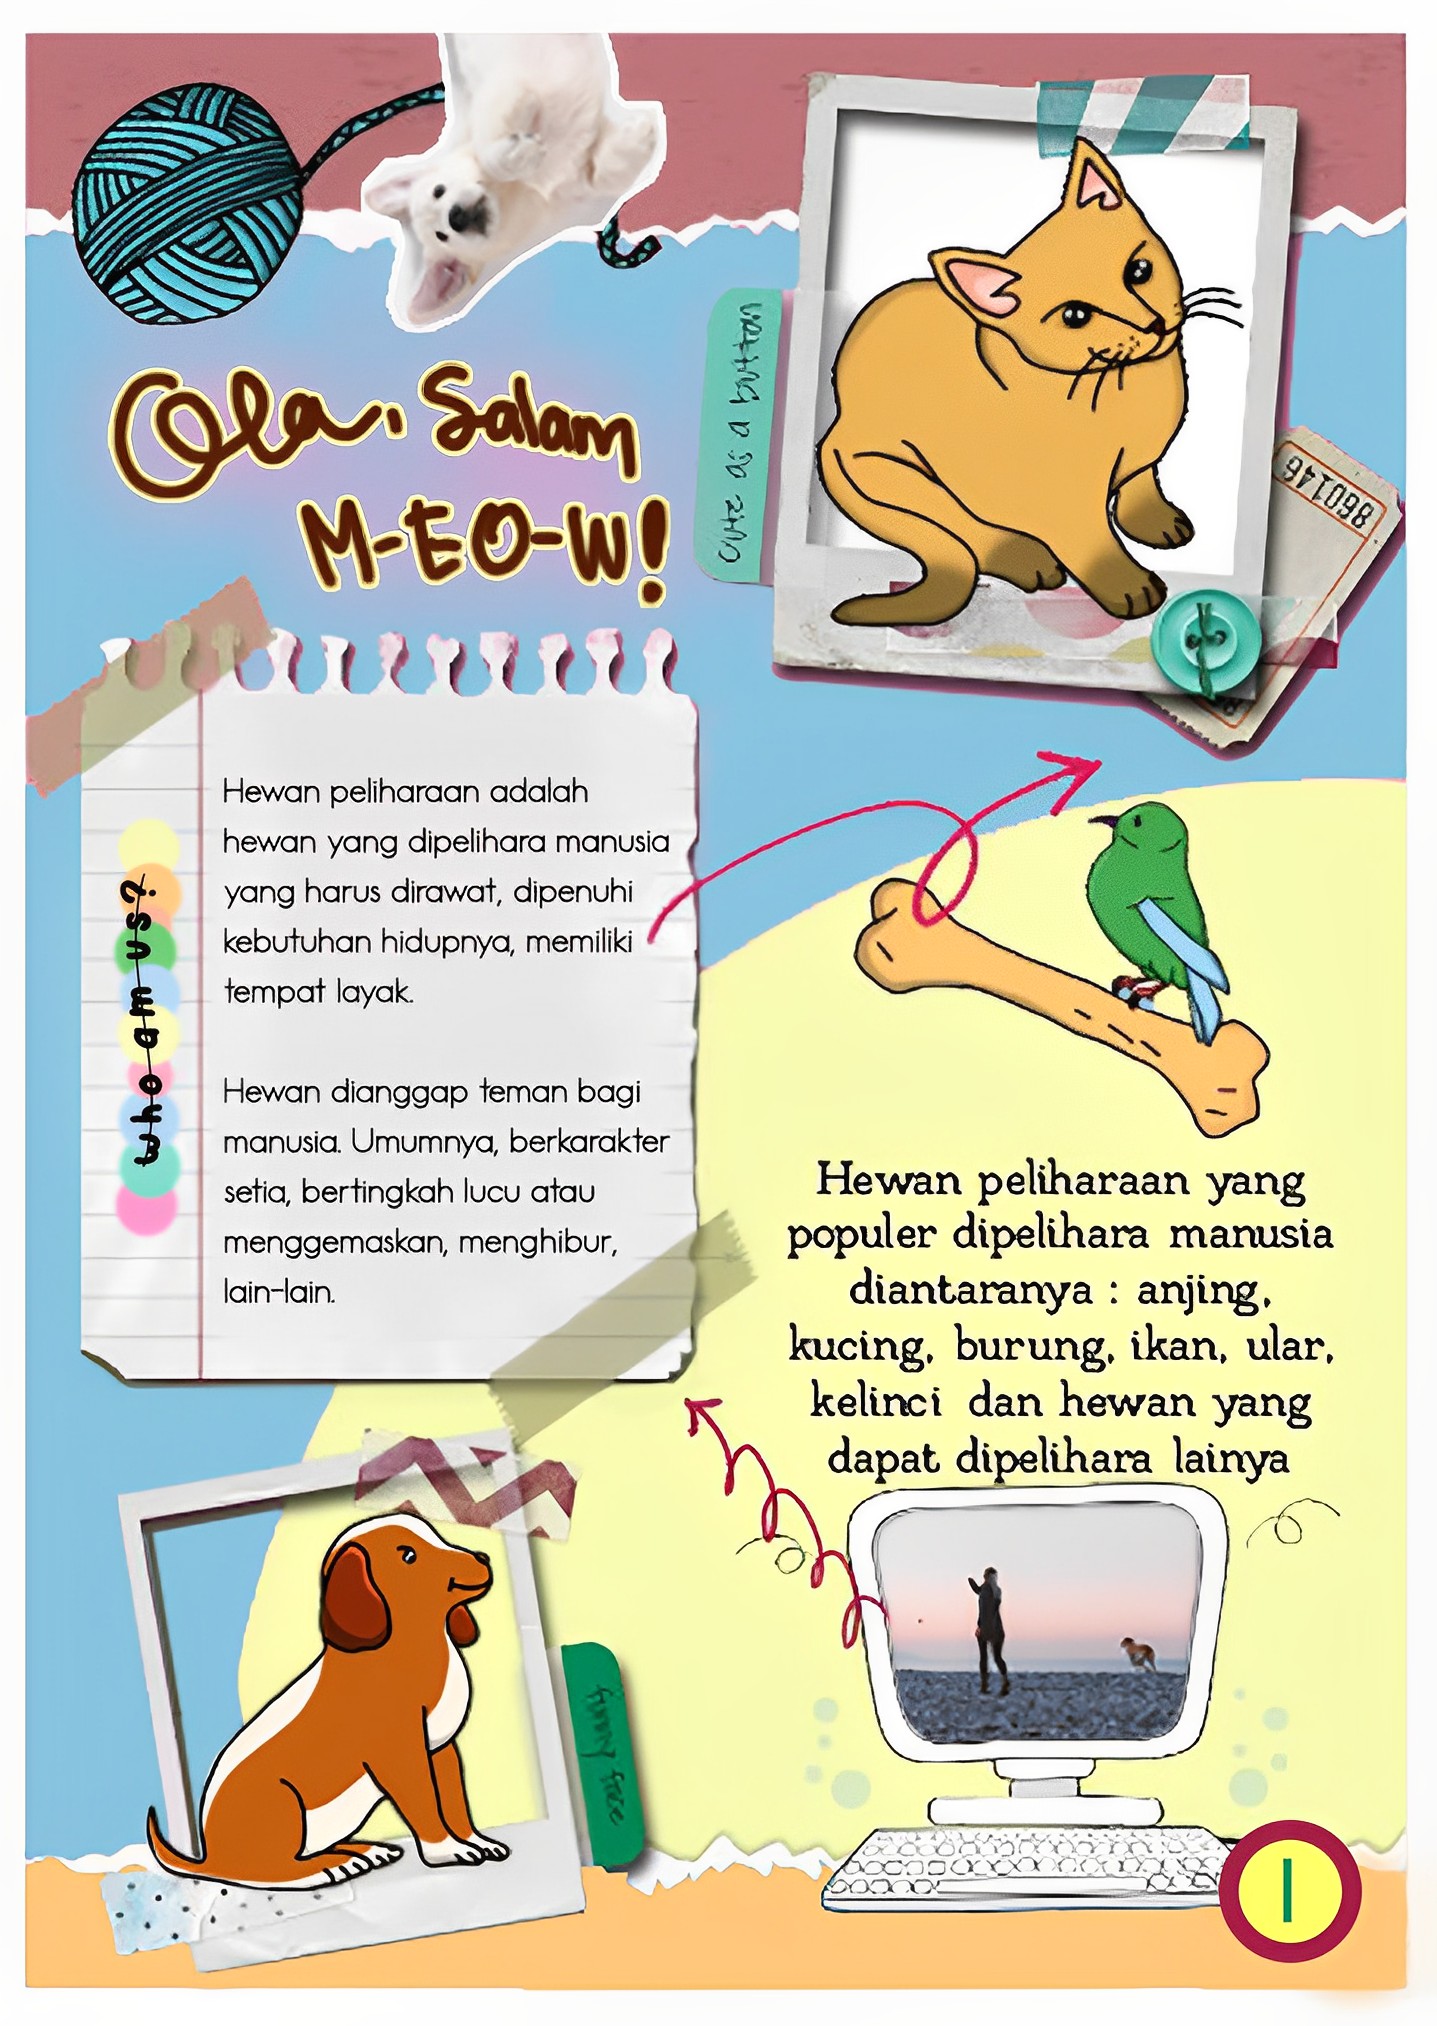 Ola, Salam
M-EO-W!
cute as a button
860146
who am us?
Hewan peliharaan adalah
hewan yang dipelihara manusia
yang harus dirawat, dipenuhi
kebutuhan hidupnya, memiliki
tempat layak.
Hewan dianggap teman bagi
manusia. Umumnya, berkarakter
setia, bertingkah lucu atau
menggemaskan, menghibur,
lain-lain.
Hewan peliharaan yang
populer dipelihara manusia
diantaranya : anjing,
kucing, burung, ikan, ular,
kelinci dan hewan yang
dapat dipelihara lainya
funny
1